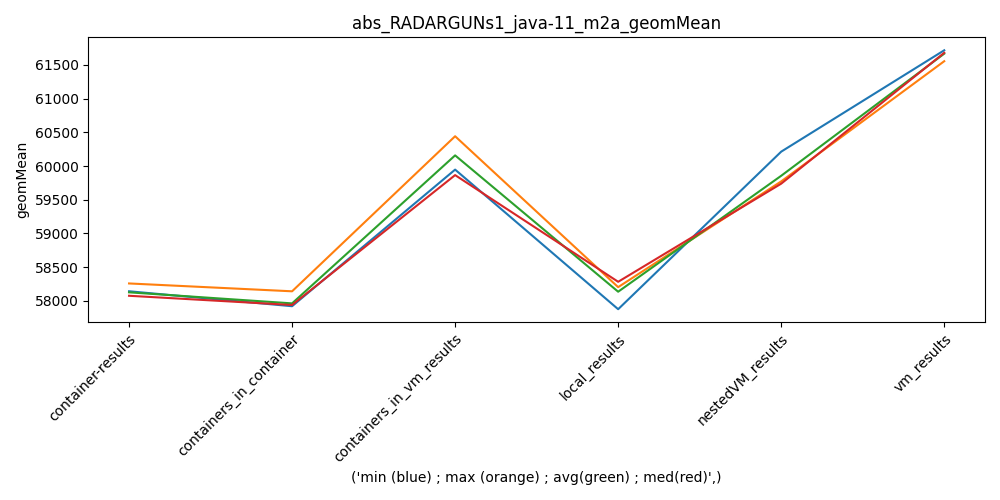 abs_RADARGUNs1_java-11_m2a_geomMean
geomMean
61500
61000
60500
60000
59500
59000
58500
58000
container-results
containers_in_container
containers_in_vm_results
local_results
nestedVM_results
vm_results
('min (blue) ; max (orange) ; avg(green) ; med(red)',)